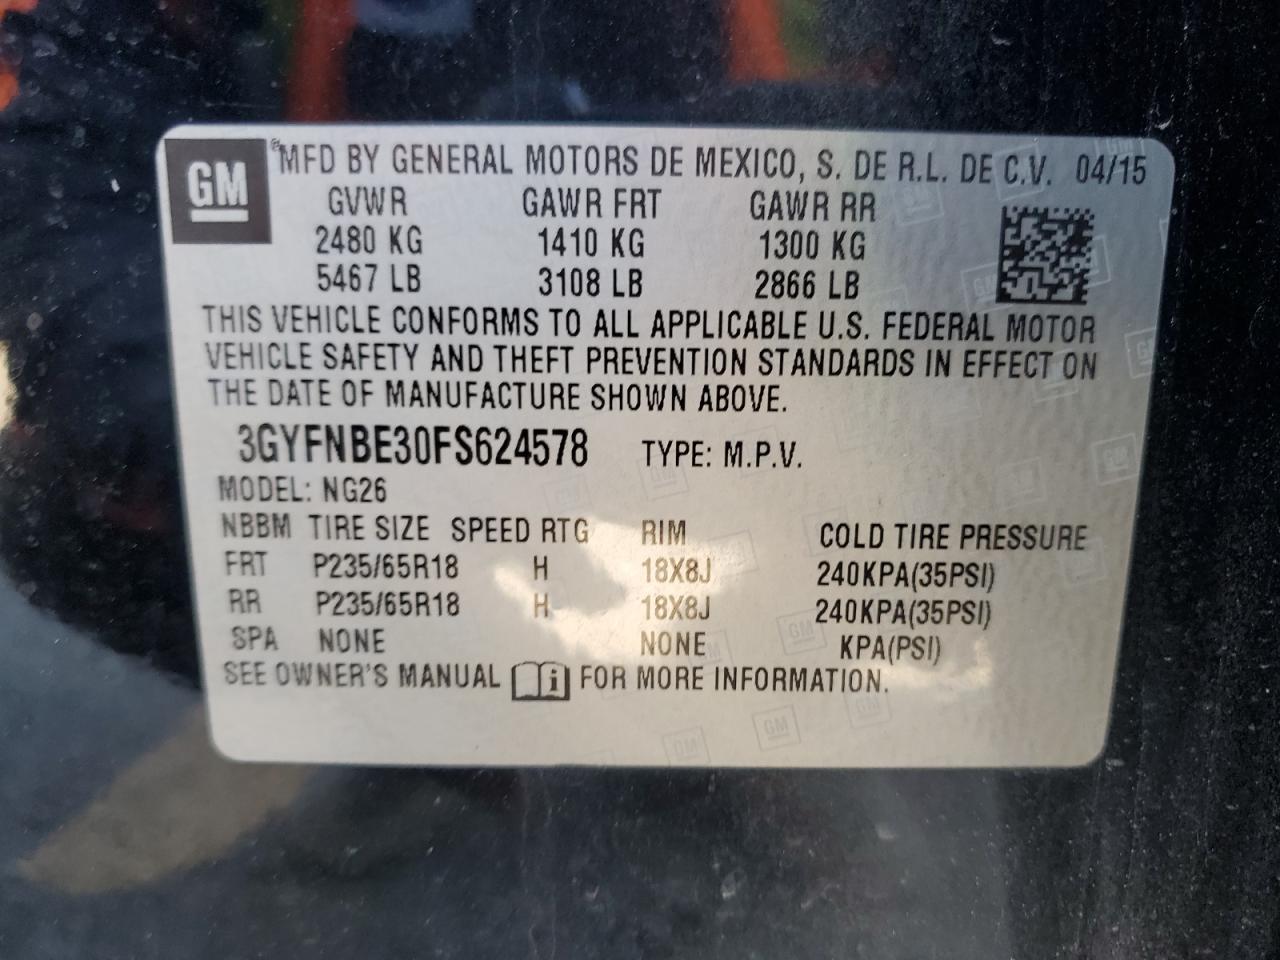 GM ® MFD BY GENERAL MOTORS DE MEXICO, S. DE R.L. DE C.V. 04/15
GVWR GAWR FRT GAWR RR
2480 KG 1410 KG 1300 KG
5467 LB 3108 LB 2866 LB
THIS VEHICLE CONFORMS TO ALL APPLICABLE U.S. FEDERAL MOTOR
VEHICLE SAFETY AND THEFT PREVENTION STANDARDS IN EFFECT ON
THE DATE OF MANUFACTURE SHOWN ABOVE.
3GYFNBE30FS624578 TYPE: M.P.V.
MODEL: NG26
NBBM TIRE SIZE SPEED RTG RIM COLD TIRE PRESSURE
FRT P235/65R18 H 18X8J 240KPA(35PSI)
RR P235/65R18 H 18X8J 240KPA(35PSI)
SPA NONE NONE KPA(PSI)
SEE OWNER'S MANUAL i FOR MORE INFORMATION.